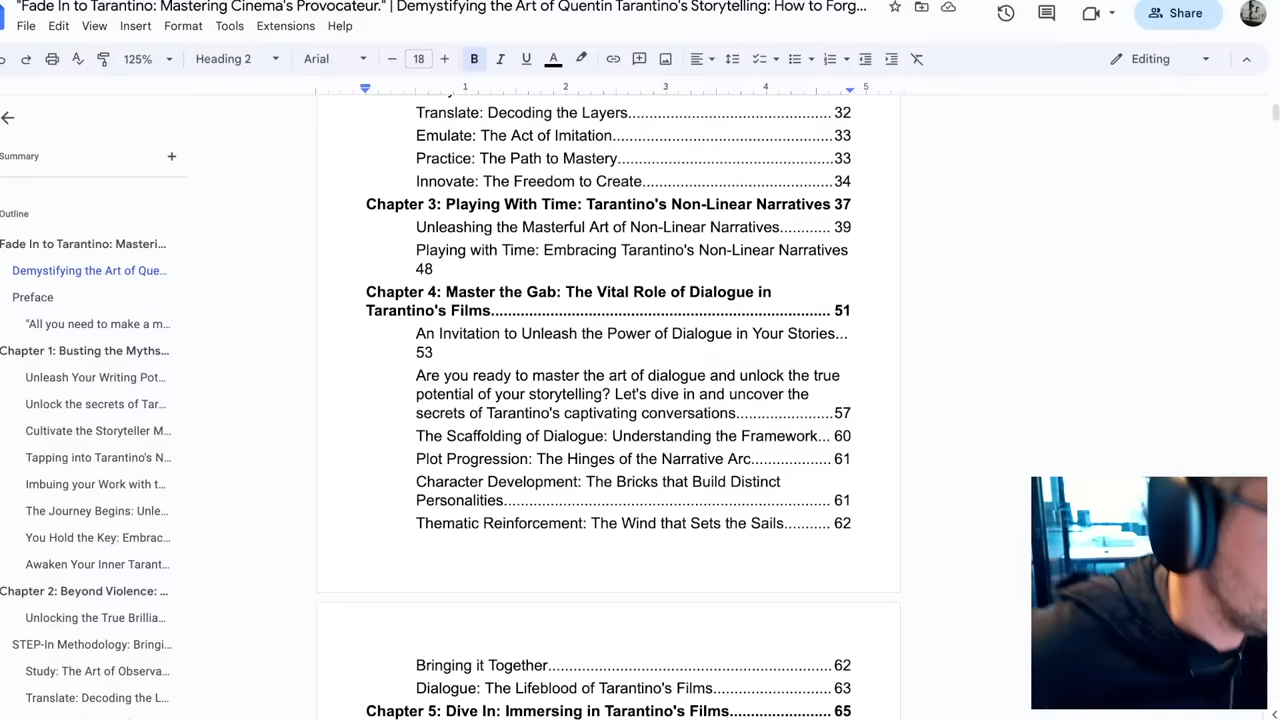 "Fade In to Tarantino: Mastering Cinema's Provocateur." | Demystifying the Art of Quentin Tarantino's Storytelling: How to Forg...
File Edit View Insert Format Tools Extensions Help
Share
125% Heading 2 Arial 18 B I U A Editing
1 2 3 4 5
Summary
Outline
Fade In to Tarantino: Masteri...
Demystifying the Art of Que...
Preface
"All you need to make a m...
Chapter 1: Busting the Myths...
Unleash Your Writing Pot...
Unlock the secrets of Tar...
Cultivate the Storyteller M...
Tapping into Tarantino's N...
Imbuing your Work with t...
The Journey Begins: Unle...
You Hold the Key: Embrac...
Awaken Your Inner Tarant...
Chapter 2: Beyond Violence: ...
Unlocking the True Brillia...
STEP-In Methodology: Bringi...
Study: The Art of Observa...
Translate: Decoding the L...
Translate: Decoding the Layers.................................... 32
Emulate: The Act of Imitation.......................................33
Practice: The Path to Mastery......................................33
Innovate: The Freedom to Create.................................34
Chapter 3: Playing With Time: Tarantino's Non-Linear Narratives 37
Unleashing the Masterful Art of Non-Linear Narratives............ 39
Playing with Time: Embracing Tarantino's Non-Linear Narratives
48
Chapter 4: Master the Gab: The Vital Role of Dialogue in
Tarantino's Films.................................................................... 51
An Invitation to Unleash the Power of Dialogue in Your Stories...
53
Are you ready to master the art of dialogue and unlock the true
potential of your storytelling? Let's dive in and uncover the
secrets of Tarantino's captivating conversations.................57
The Scaffolding of Dialogue: Understanding the Framework... 60
Plot Progression: The Hinges of the Narrative Arc.............. 61
Character Development: The Bricks that Build Distinct
Personalities.......................................................... 61
Thematic Reinforcement: The Wind that Sets the Sails........ 62
Bringing it Together.................................................. 62
Dialogue: The Lifeblood of Tarantino's Films..................... 63
Chapter 5: Dive In: Immersing in Tarantino's Films.................. 65